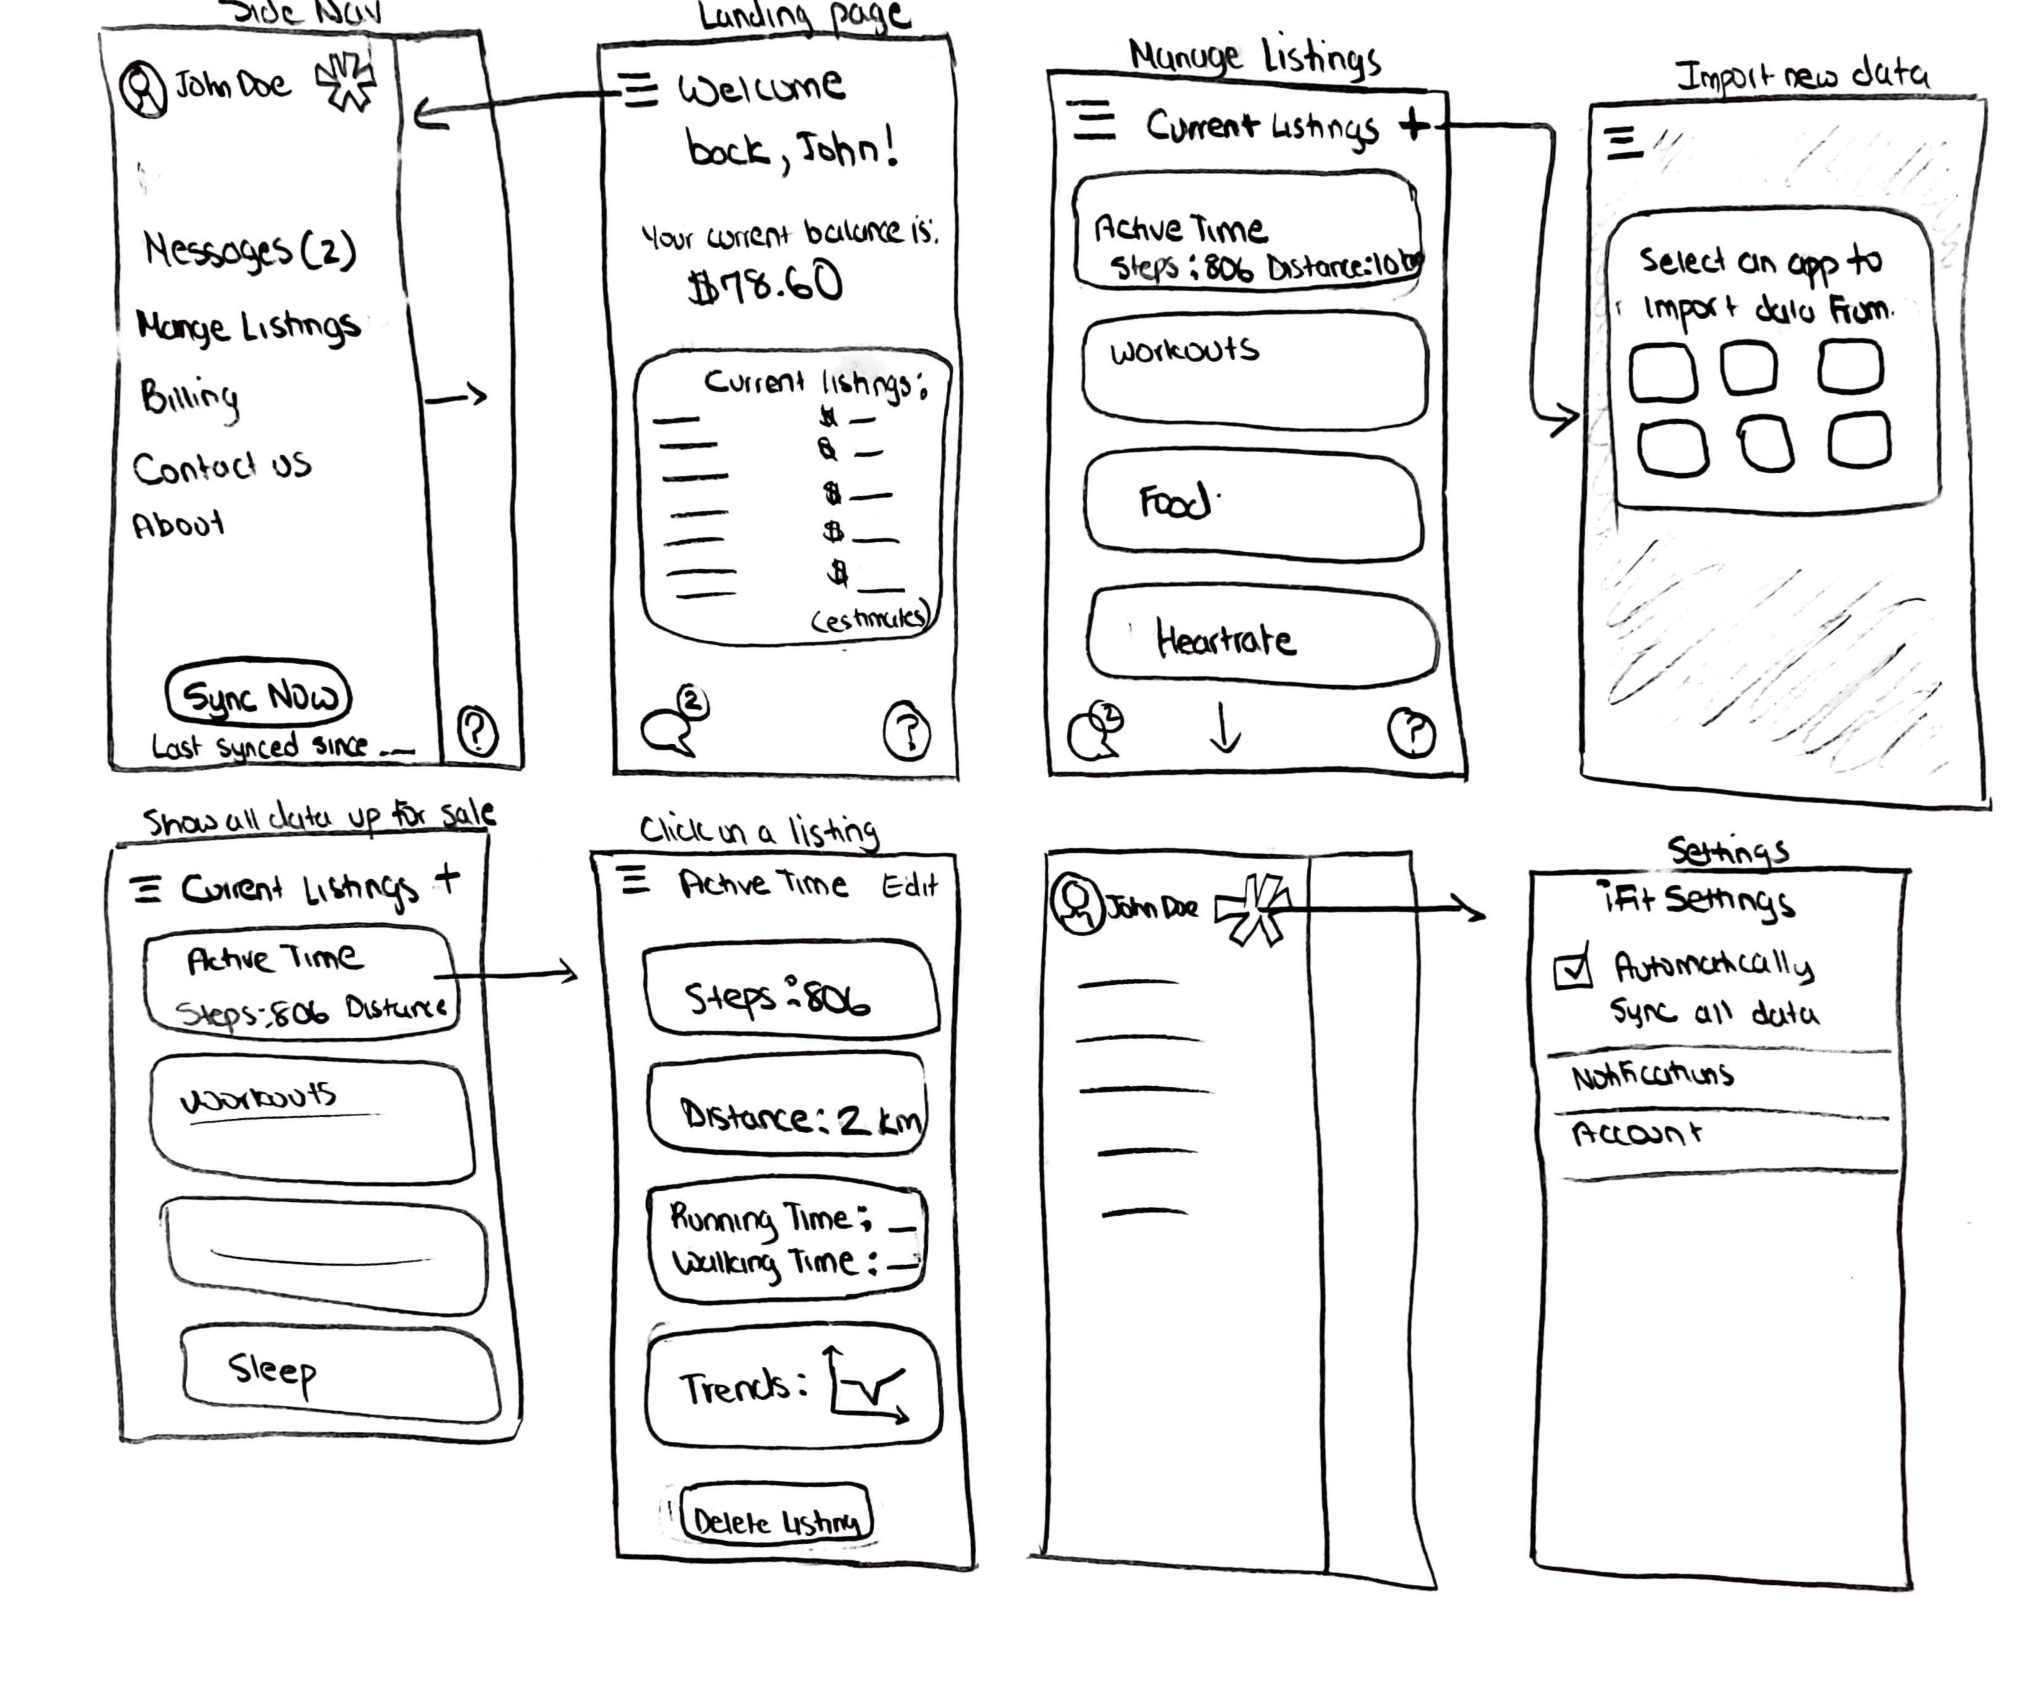 Side Nav
John Doe
Messages (2)
Mange Listings
Billing
Contact us
About
Sync Now
Last synced since __
?
Landing page
Welcome
back, John!
Your current balance is:
$78.60
Current listings:
$ __
$ __
$ __
$ __
$ __
(estimates)
2
?
Manage Listings
Current Listings +
Active Time
Steps: 806 Distance:
Workouts
Food
Heartrate
2
?
Import new data
Select an app to
Import data From.
Show all data up for sale
Current Listings +
Active Time
Steps: 806 Distance
Workouts
Sleep
Click on a listing
Active Time Edit
Steps: 806
Distance: 2 km
Running Time: __
Walking Time: __
Trends:
Delete Listing
John Doe
Settings
iFit Settings
Automatically
Sync all data
Notifications
Account